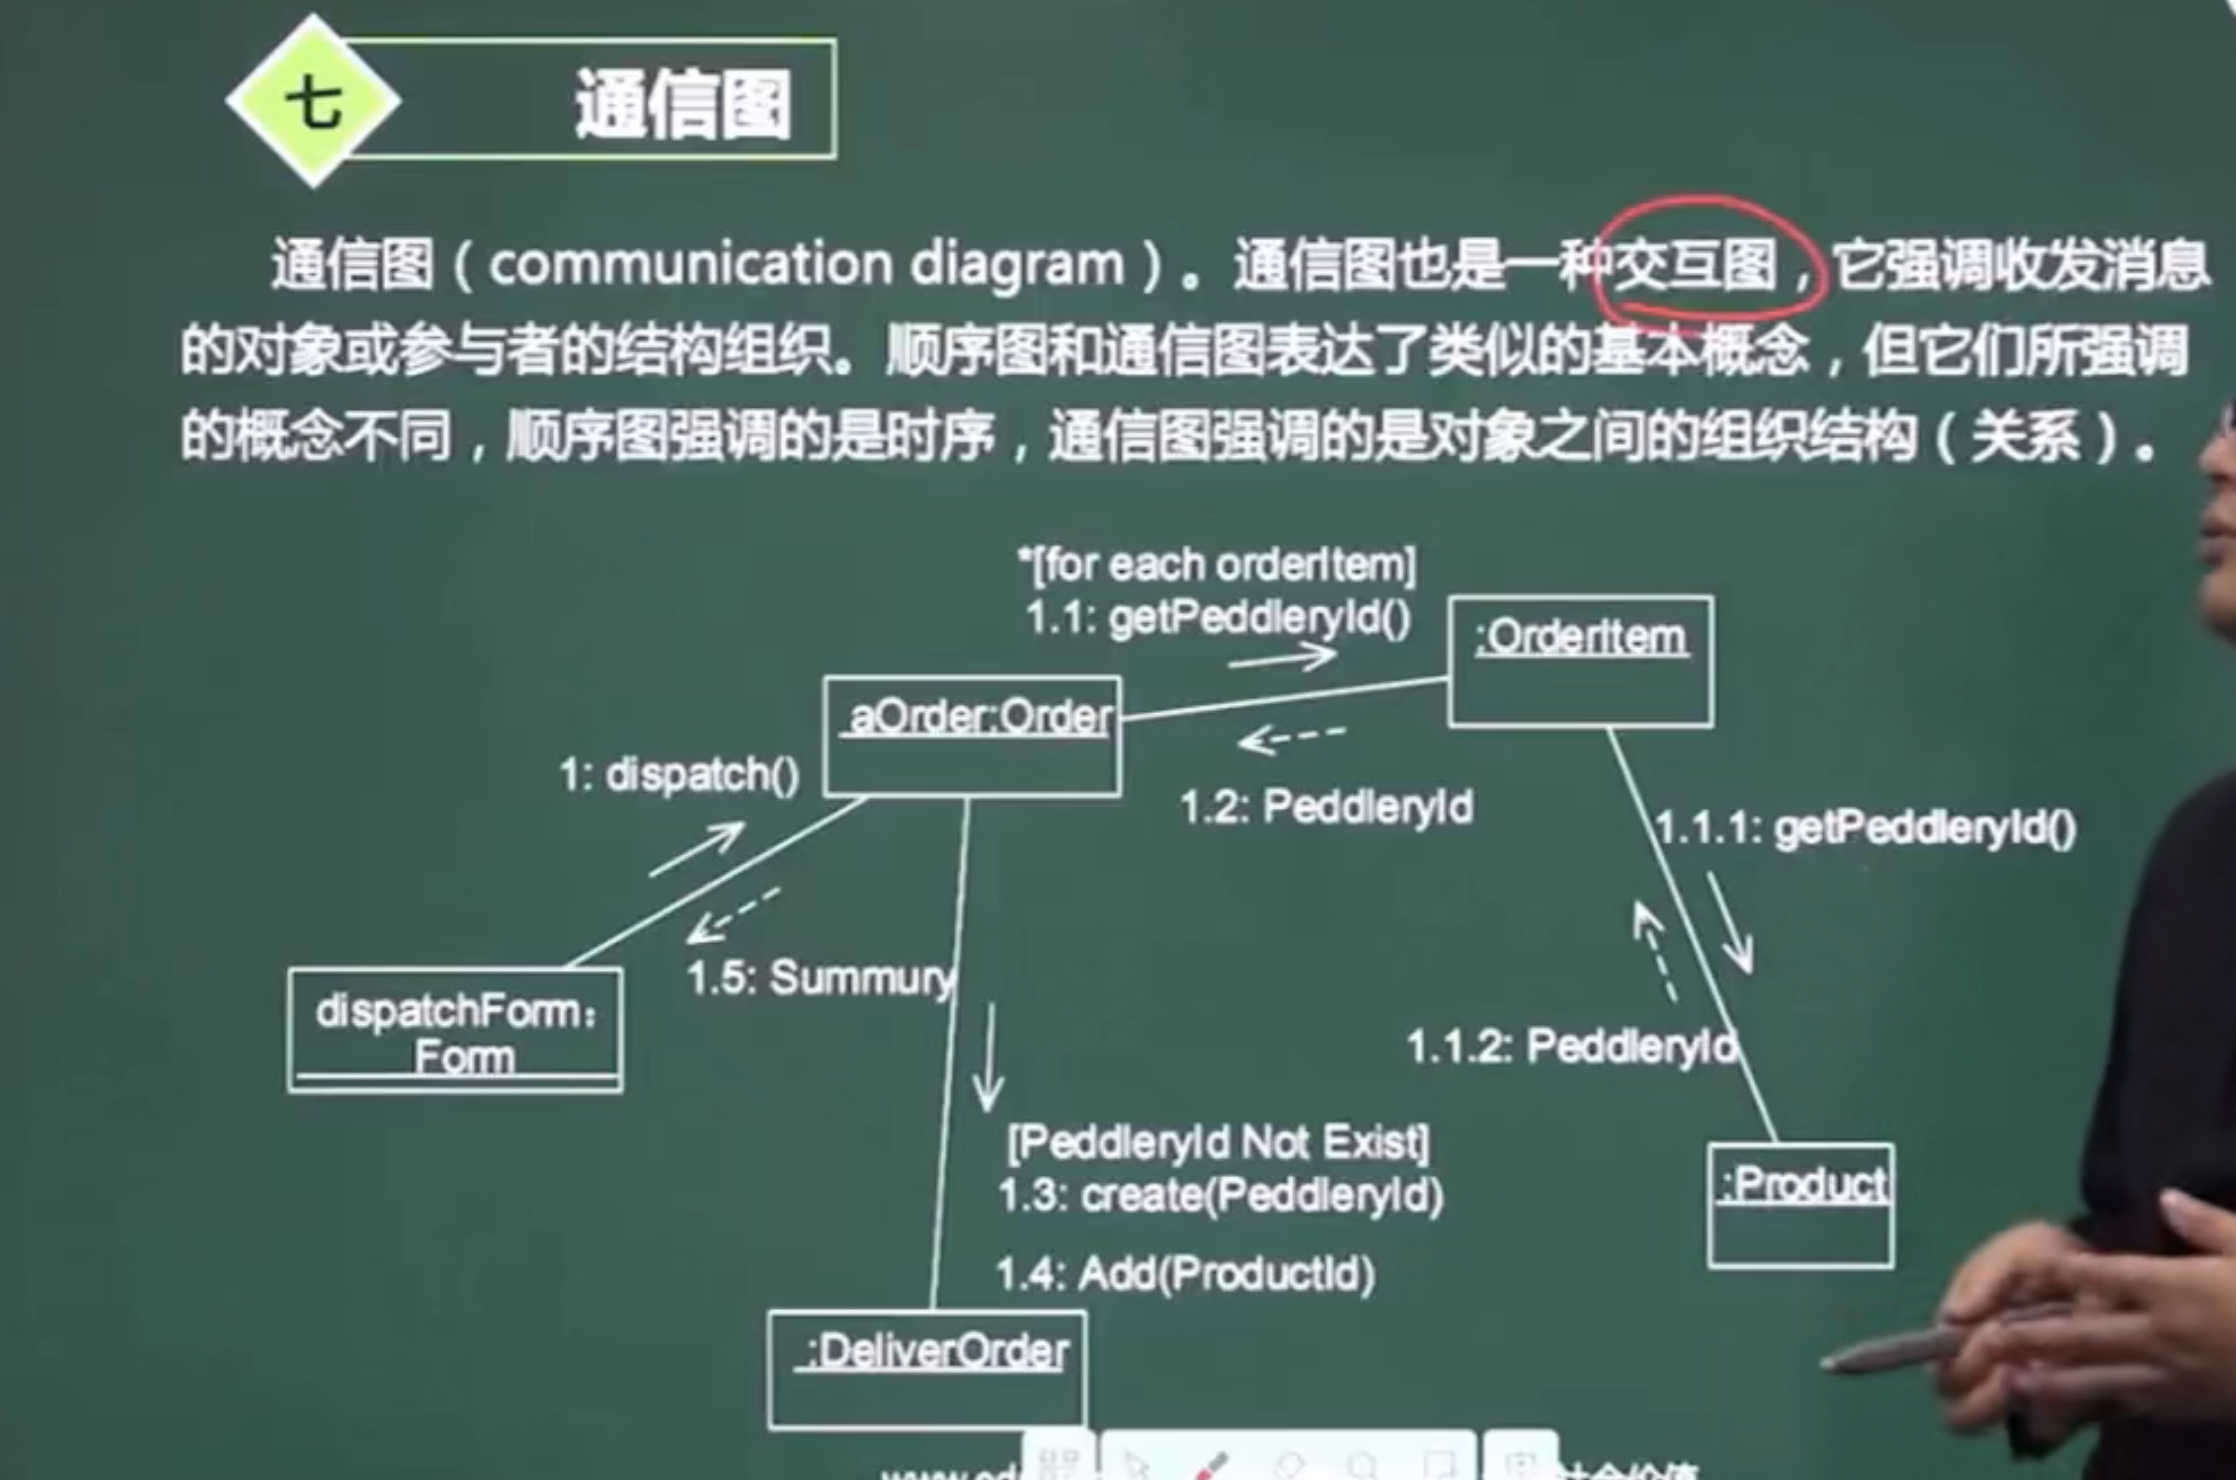 七
通信图
通信图（communication diagram）。通信图也是一种交互图，它强调收发消息
的对象或参与者的结构组织。顺序图和通信图表达了类似的基本概念，但它们所强调
的概念不同，顺序图强调的是时序，通信图强调的是对象之间的组织结构（关系）。
*[for each orderItem]
1.1: getPeddleryId()
:OrderItem
aOrder:Order
1: dispatch()
1.2: PeddleryId
1.1.1: getPeddleryId()
1.5: Summury
dispatchForm:
Form
1.1.2: PeddleryId
[PeddleryId Not Exist]
1.3: create(PeddleryId)
:Product
1.4: Add(ProductId)
:DeliverOrder